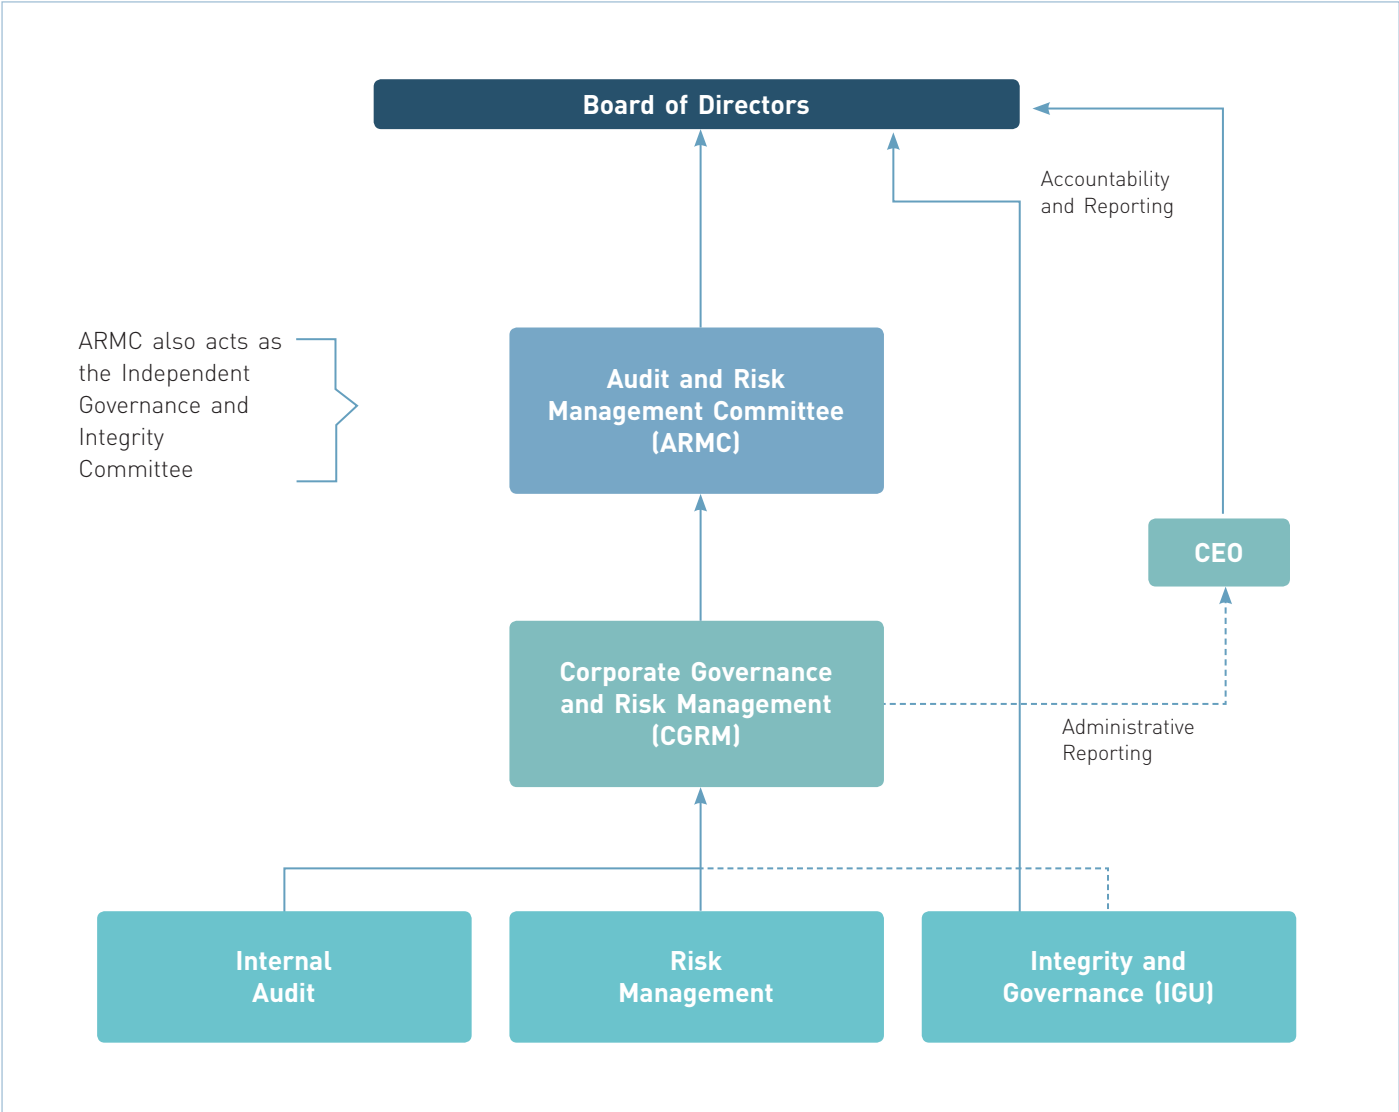 Board of Directors
Accountability
and Reporting
ARMC also acts as
the Independent
Governance and
Integrity
Committee
Audit and Risk
Management Committee
(ARMC)
CEO
Corporate Governance
and Risk Management
(CGRM)
Administrative
Reporting
Internal
Audit
Risk
Management
Integrity and
Governance (IGU)